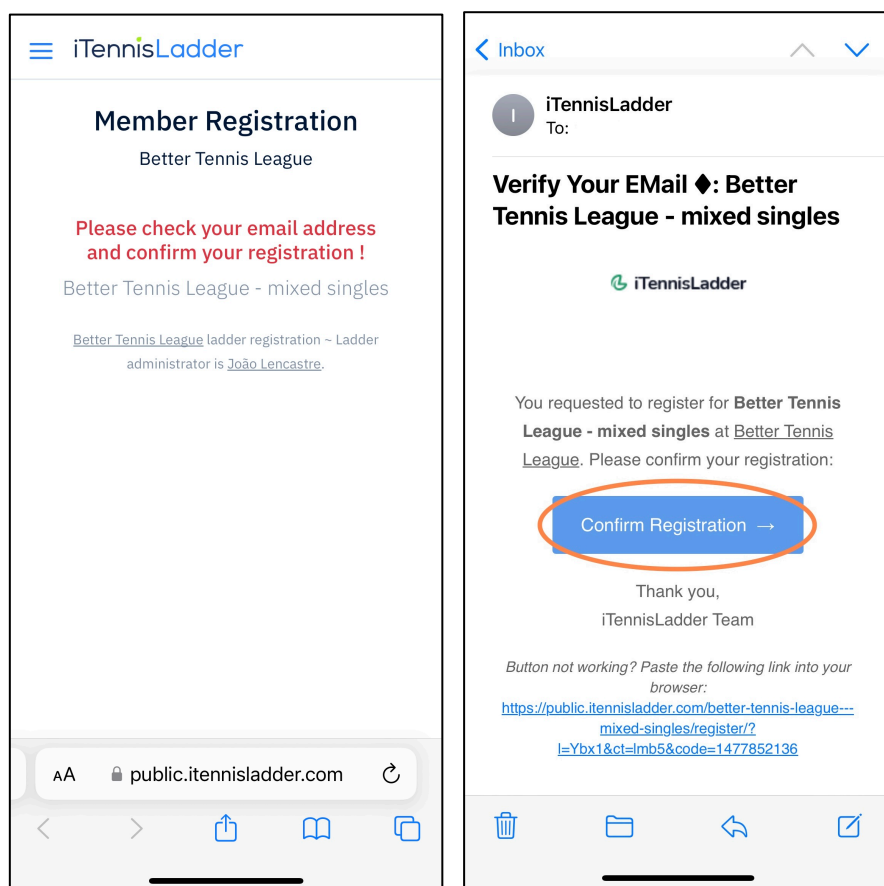 iTennisLadder
Member Registration
Better Tennis League
Please check your email address
and confirm your registration !
Better Tennis League - mixed singles
Better Tennis League ladder registration ~ Ladder
administrator is João Lencastre.
AA public.itennisladder.com
Inbox
I
iTennisLadder
To:
Verify Your EMail ♦: Better
Tennis League - mixed singles
iTennisLadder
You requested to register for Better Tennis
League - mixed singles at Better Tennis
League. Please confirm your registration:
Confirm Registration →
Thank you,
iTennisLadder Team
Button not working? Paste the following link into your
browser:
https://public.itennisladder.com/better-tennis-league---
mixed-singles/register/?
l=Ybx1&ct=lmb5&code=1477852136